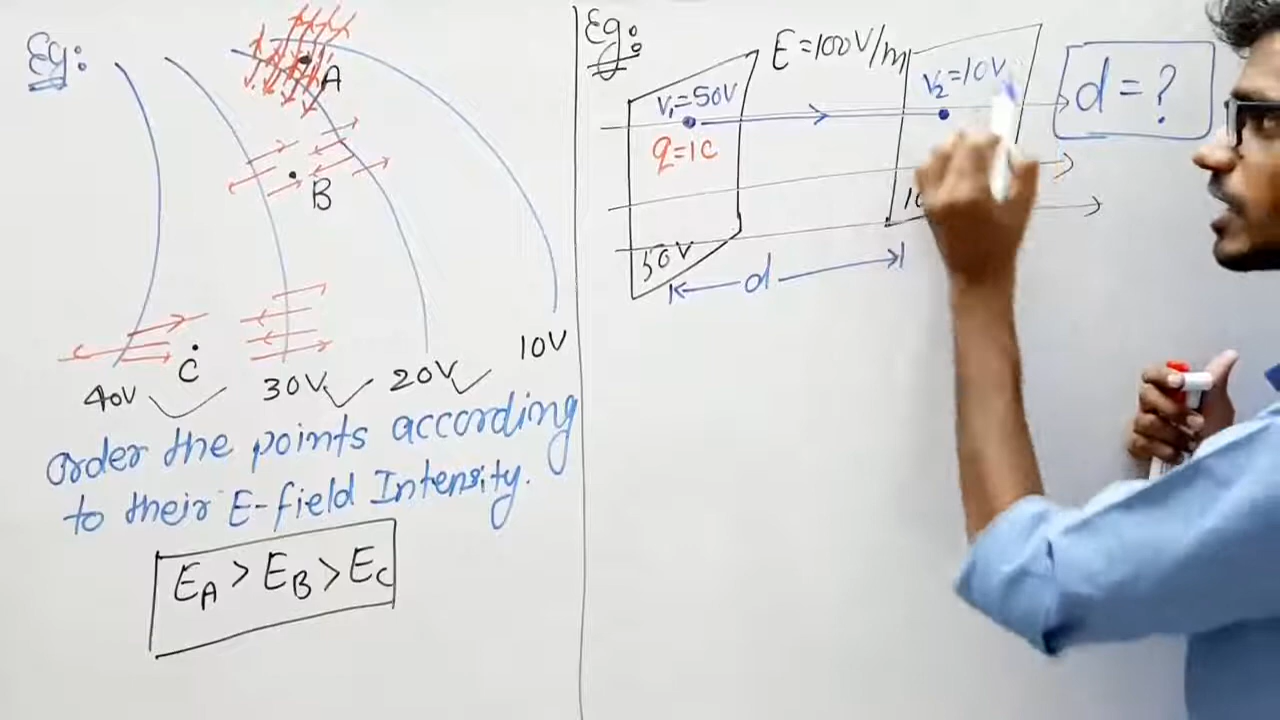 Eg:
A
B
C
40V
30V
20V
10V
order the points according
to their E-field Intensity.
E_A > E_B > E_C
Eg:
E=100V/m
V₁=50V
q=1C
50V
V₂=10V
d
d = ?